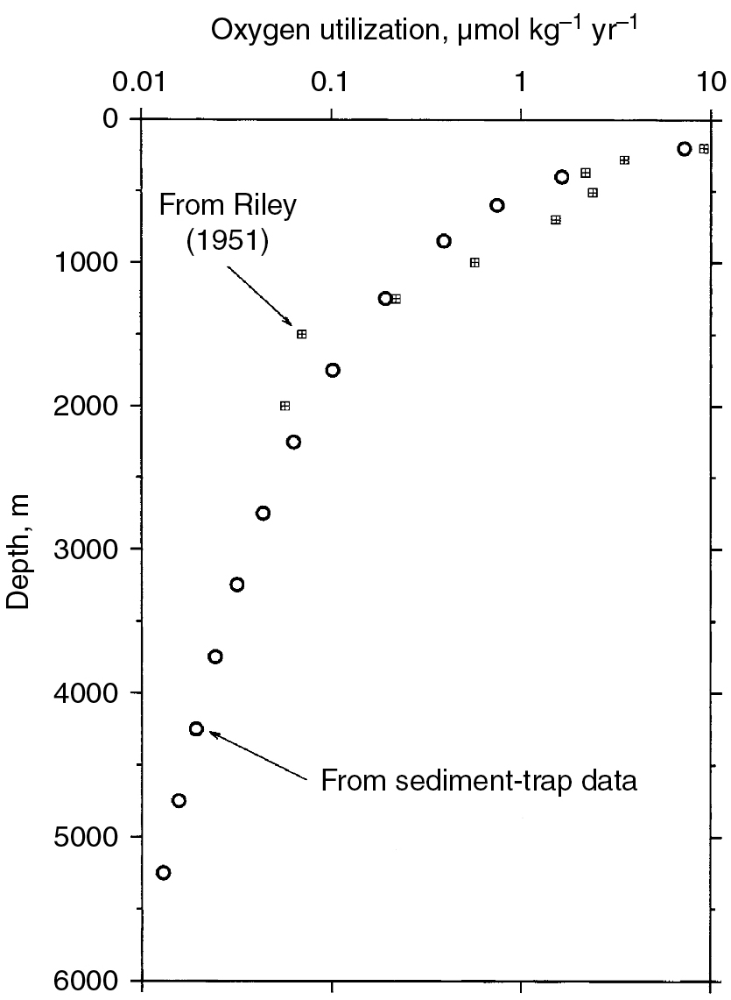 Oxygen utilization, µmol kg⁻¹ yr⁻¹
0.01 0.1 1 10
0
From Riley
(1951)
1000
2000
Depth, m
3000
4000
From sediment-trap data
5000
6000